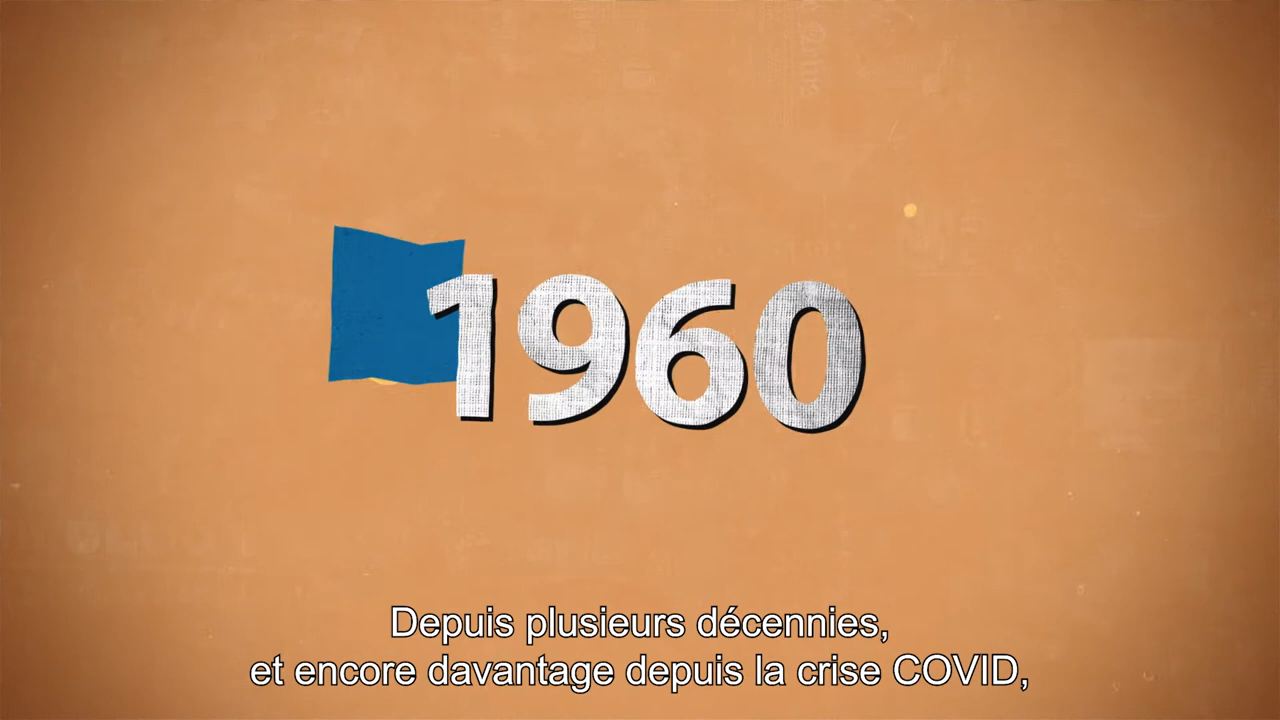 1960
Depuis plusieurs décennies,
et encore davantage depuis la crise COVID,